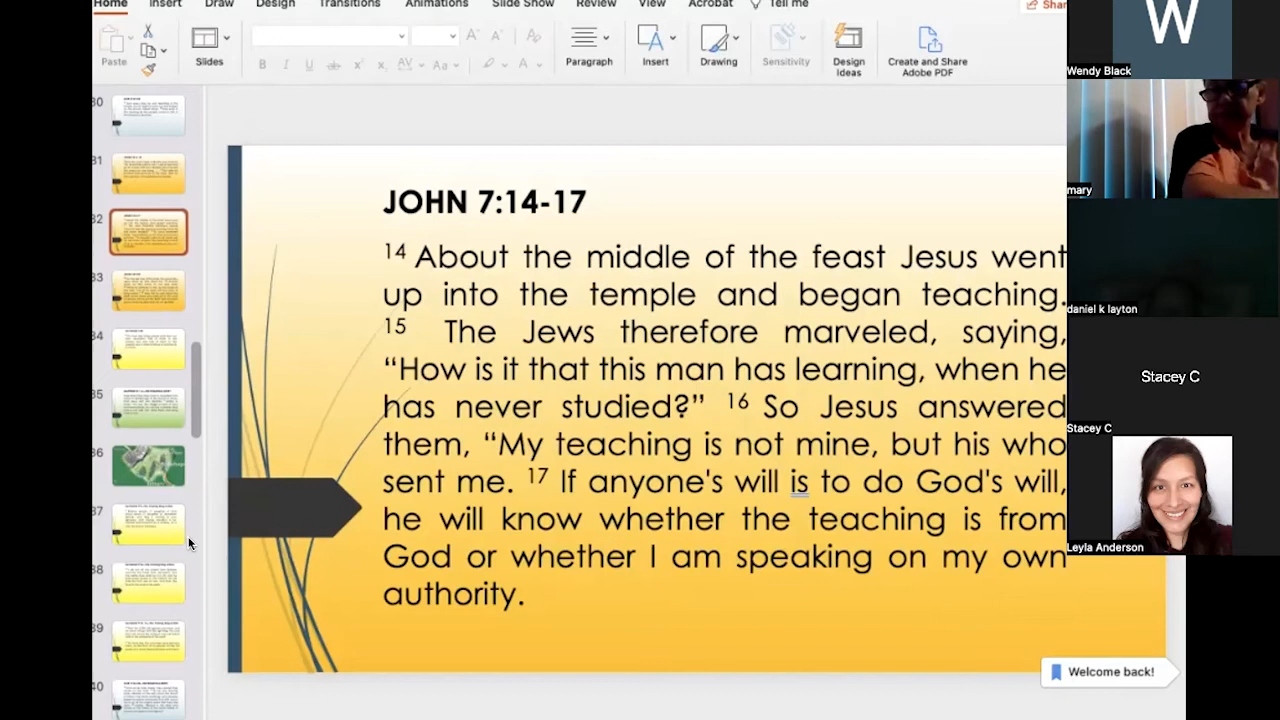 Home Insert Draw Design Transitions Animations Slide Show Review View Acrobat Tell me Shar
Paste Slides Paragraph Insert Drawing Sensitivity Design Ideas Create and Share Adobe PDF
JOHN 7:14-17
14 About the middle of the feast Jesus went
up into the temple and began teaching.
15 The Jews therefore marveled, saying,
“How is it that this man has learning, when he
has never studied?” 16 So Jesus answered
them, “My teaching is not mine, but his who
sent me. 17 If anyone's will is to do God's will,
he will know whether the teaching is from
God or whether I am speaking on my own
authority.
Welcome back!
W
Wendy Black
mary
daniel k layton
Stacey C
Stacey C
Leyla Anderson